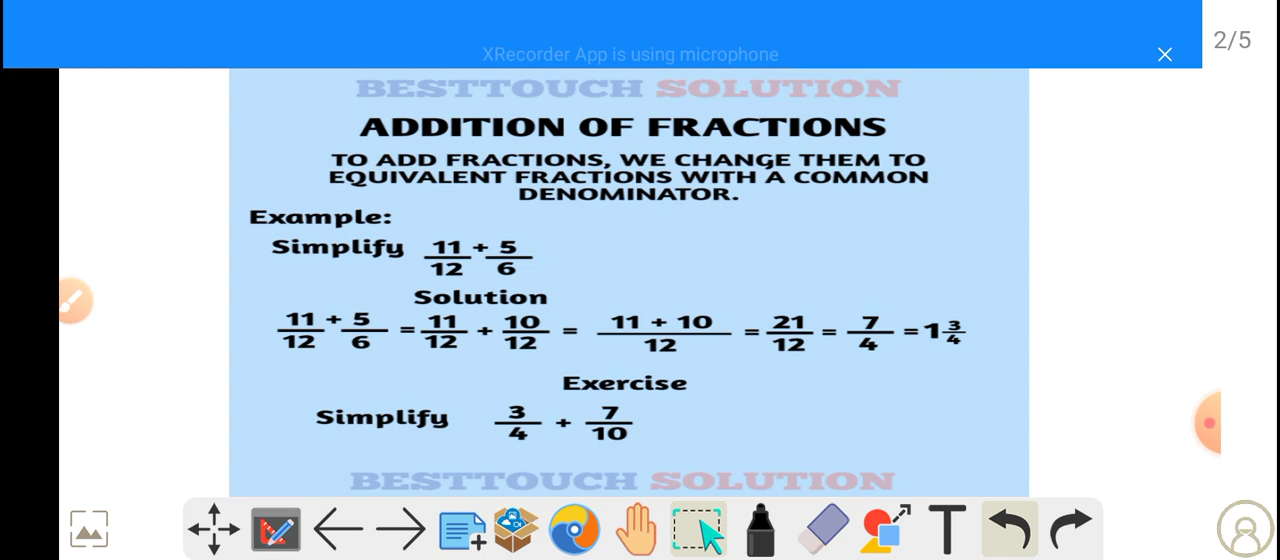 XRecorder App is using microphone
2/5
BESTTOUCH SOLUTION
ADDITION OF FRACTIONS
TO ADD FRACTIONS, WE CHANGE THEM TO
EQUIVALENT FRACTIONS WITH A COMMON
DENOMINATOR.
Example:
Simplify 11/12 + 5/6
Solution
11/12 + 5/6 = 11/12 + 10/12 = 11 + 10/12 = 21/12 = 7/4 = 1 3/4
Exercise
Simplify 3/4 + 7/10
BESTTOUCH SOLUTION
T